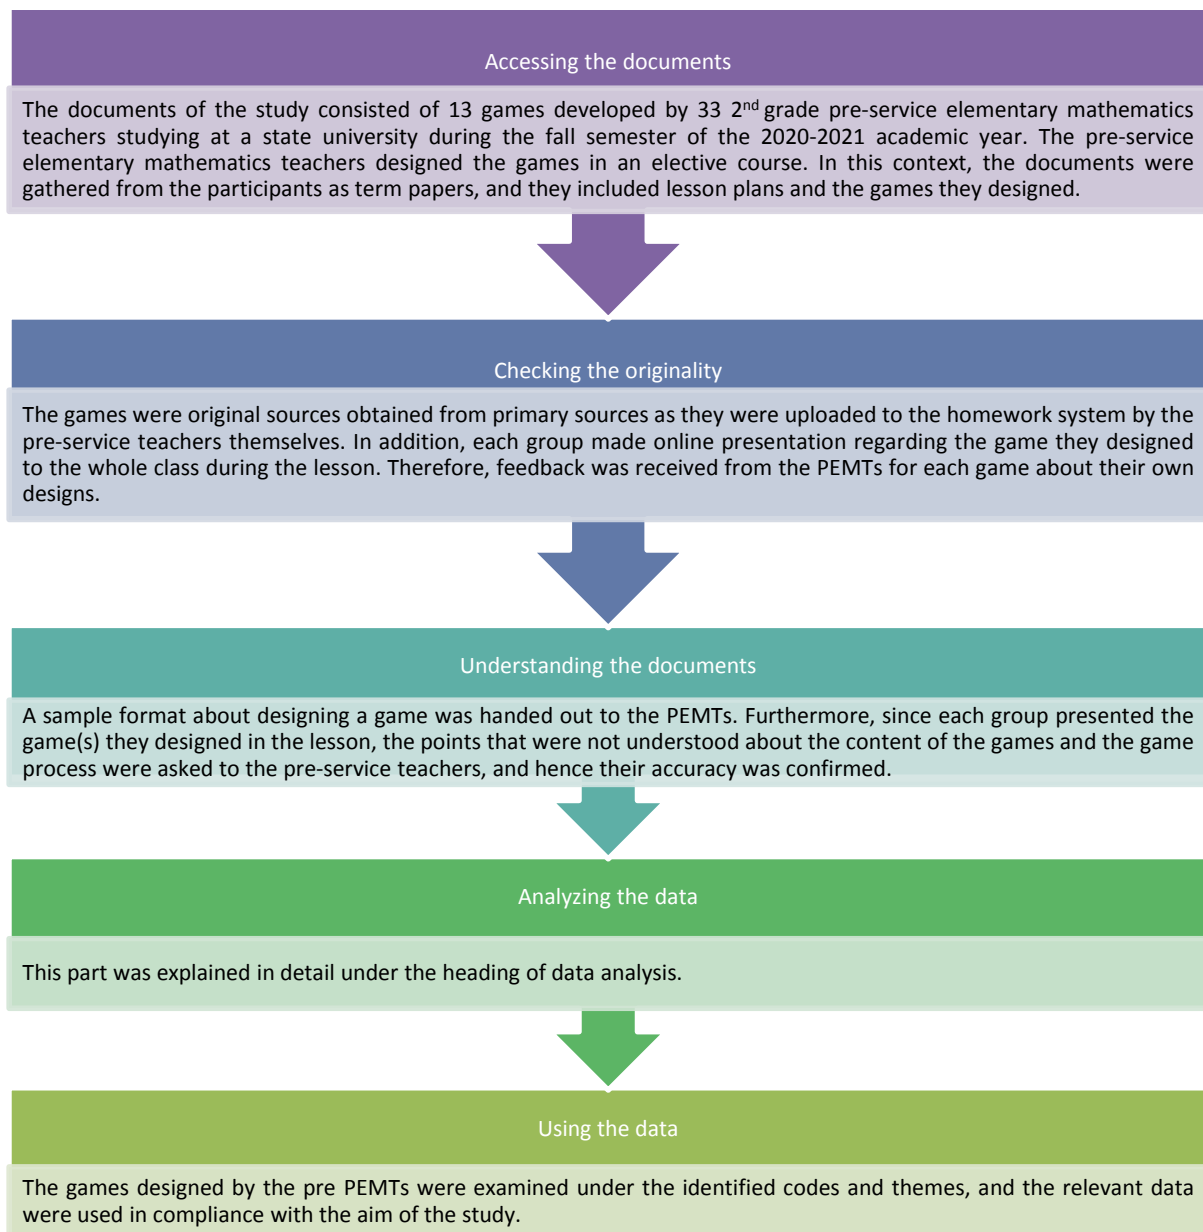 Accessing the documents
The documents of the study consisted of 13 games developed by 33 2nd grade pre-service elementary mathematics
teachers studying at a state university during the fall semester of the 2020-2021 academic year. The pre-service
elementary mathematics teachers designed the games in an elective course. In this context, the documents were
gathered from the participants as term papers, and they included lesson plans and the games they designed.
Checking the originality
The games were original sources obtained from primary sources as they were uploaded to the homework system by the
pre-service teachers themselves. In addition, each group made online presentation regarding the game they designed
to the whole class during the lesson. Therefore, feedback was received from the PEMTs for each game about their own
designs.
Understanding the documents
A sample format about designing a game was handed out to the PEMTs. Furthermore, since each group presented the
game(s) they designed in the lesson, the points that were not understood about the content of the games and the game
process were asked to the pre-service teachers, and hence their accuracy was confirmed.
Analyzing the data
This part was explained in detail under the heading of data analysis.
Using the data
The games designed by the pre PEMTs were examined under the identified codes and themes, and the relevant data
were used in compliance with the aim of the study.